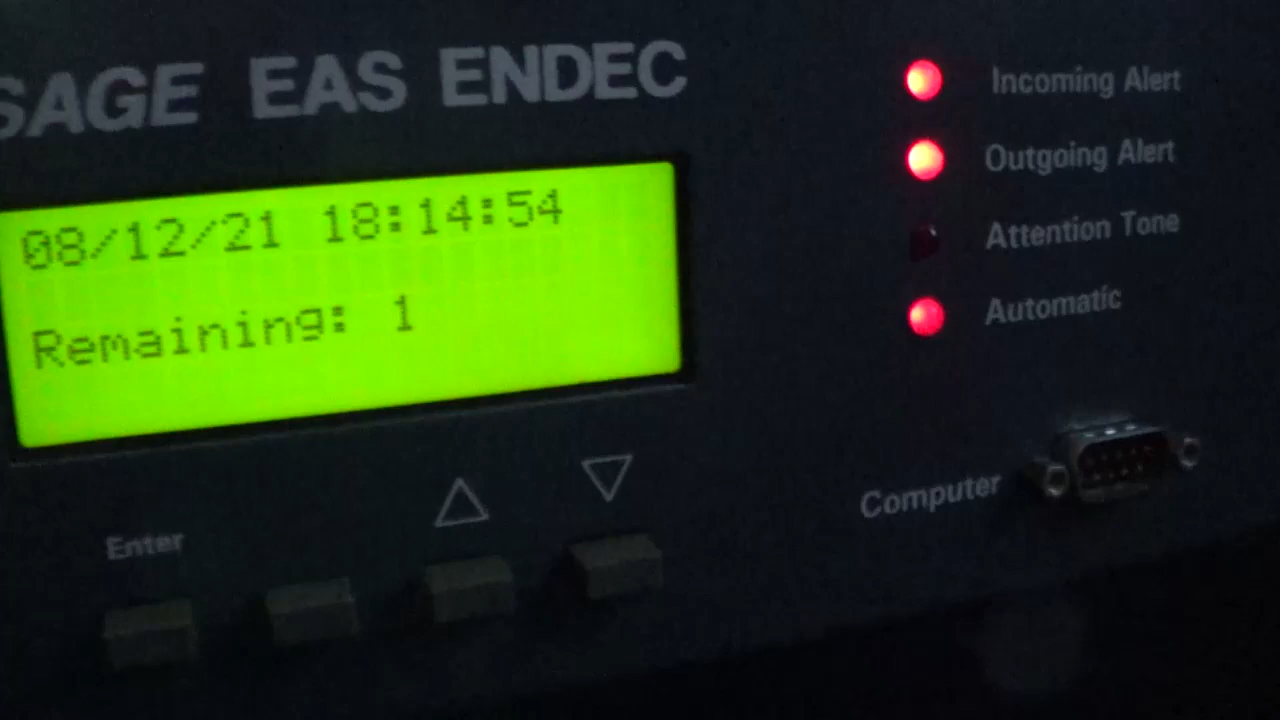 SAGE EAS ENDEC
08/12/21 18:14:54
Remaining: 1
Incoming Alert
Outgoing Alert
Attention Tone
Automatic
Computer
Enter